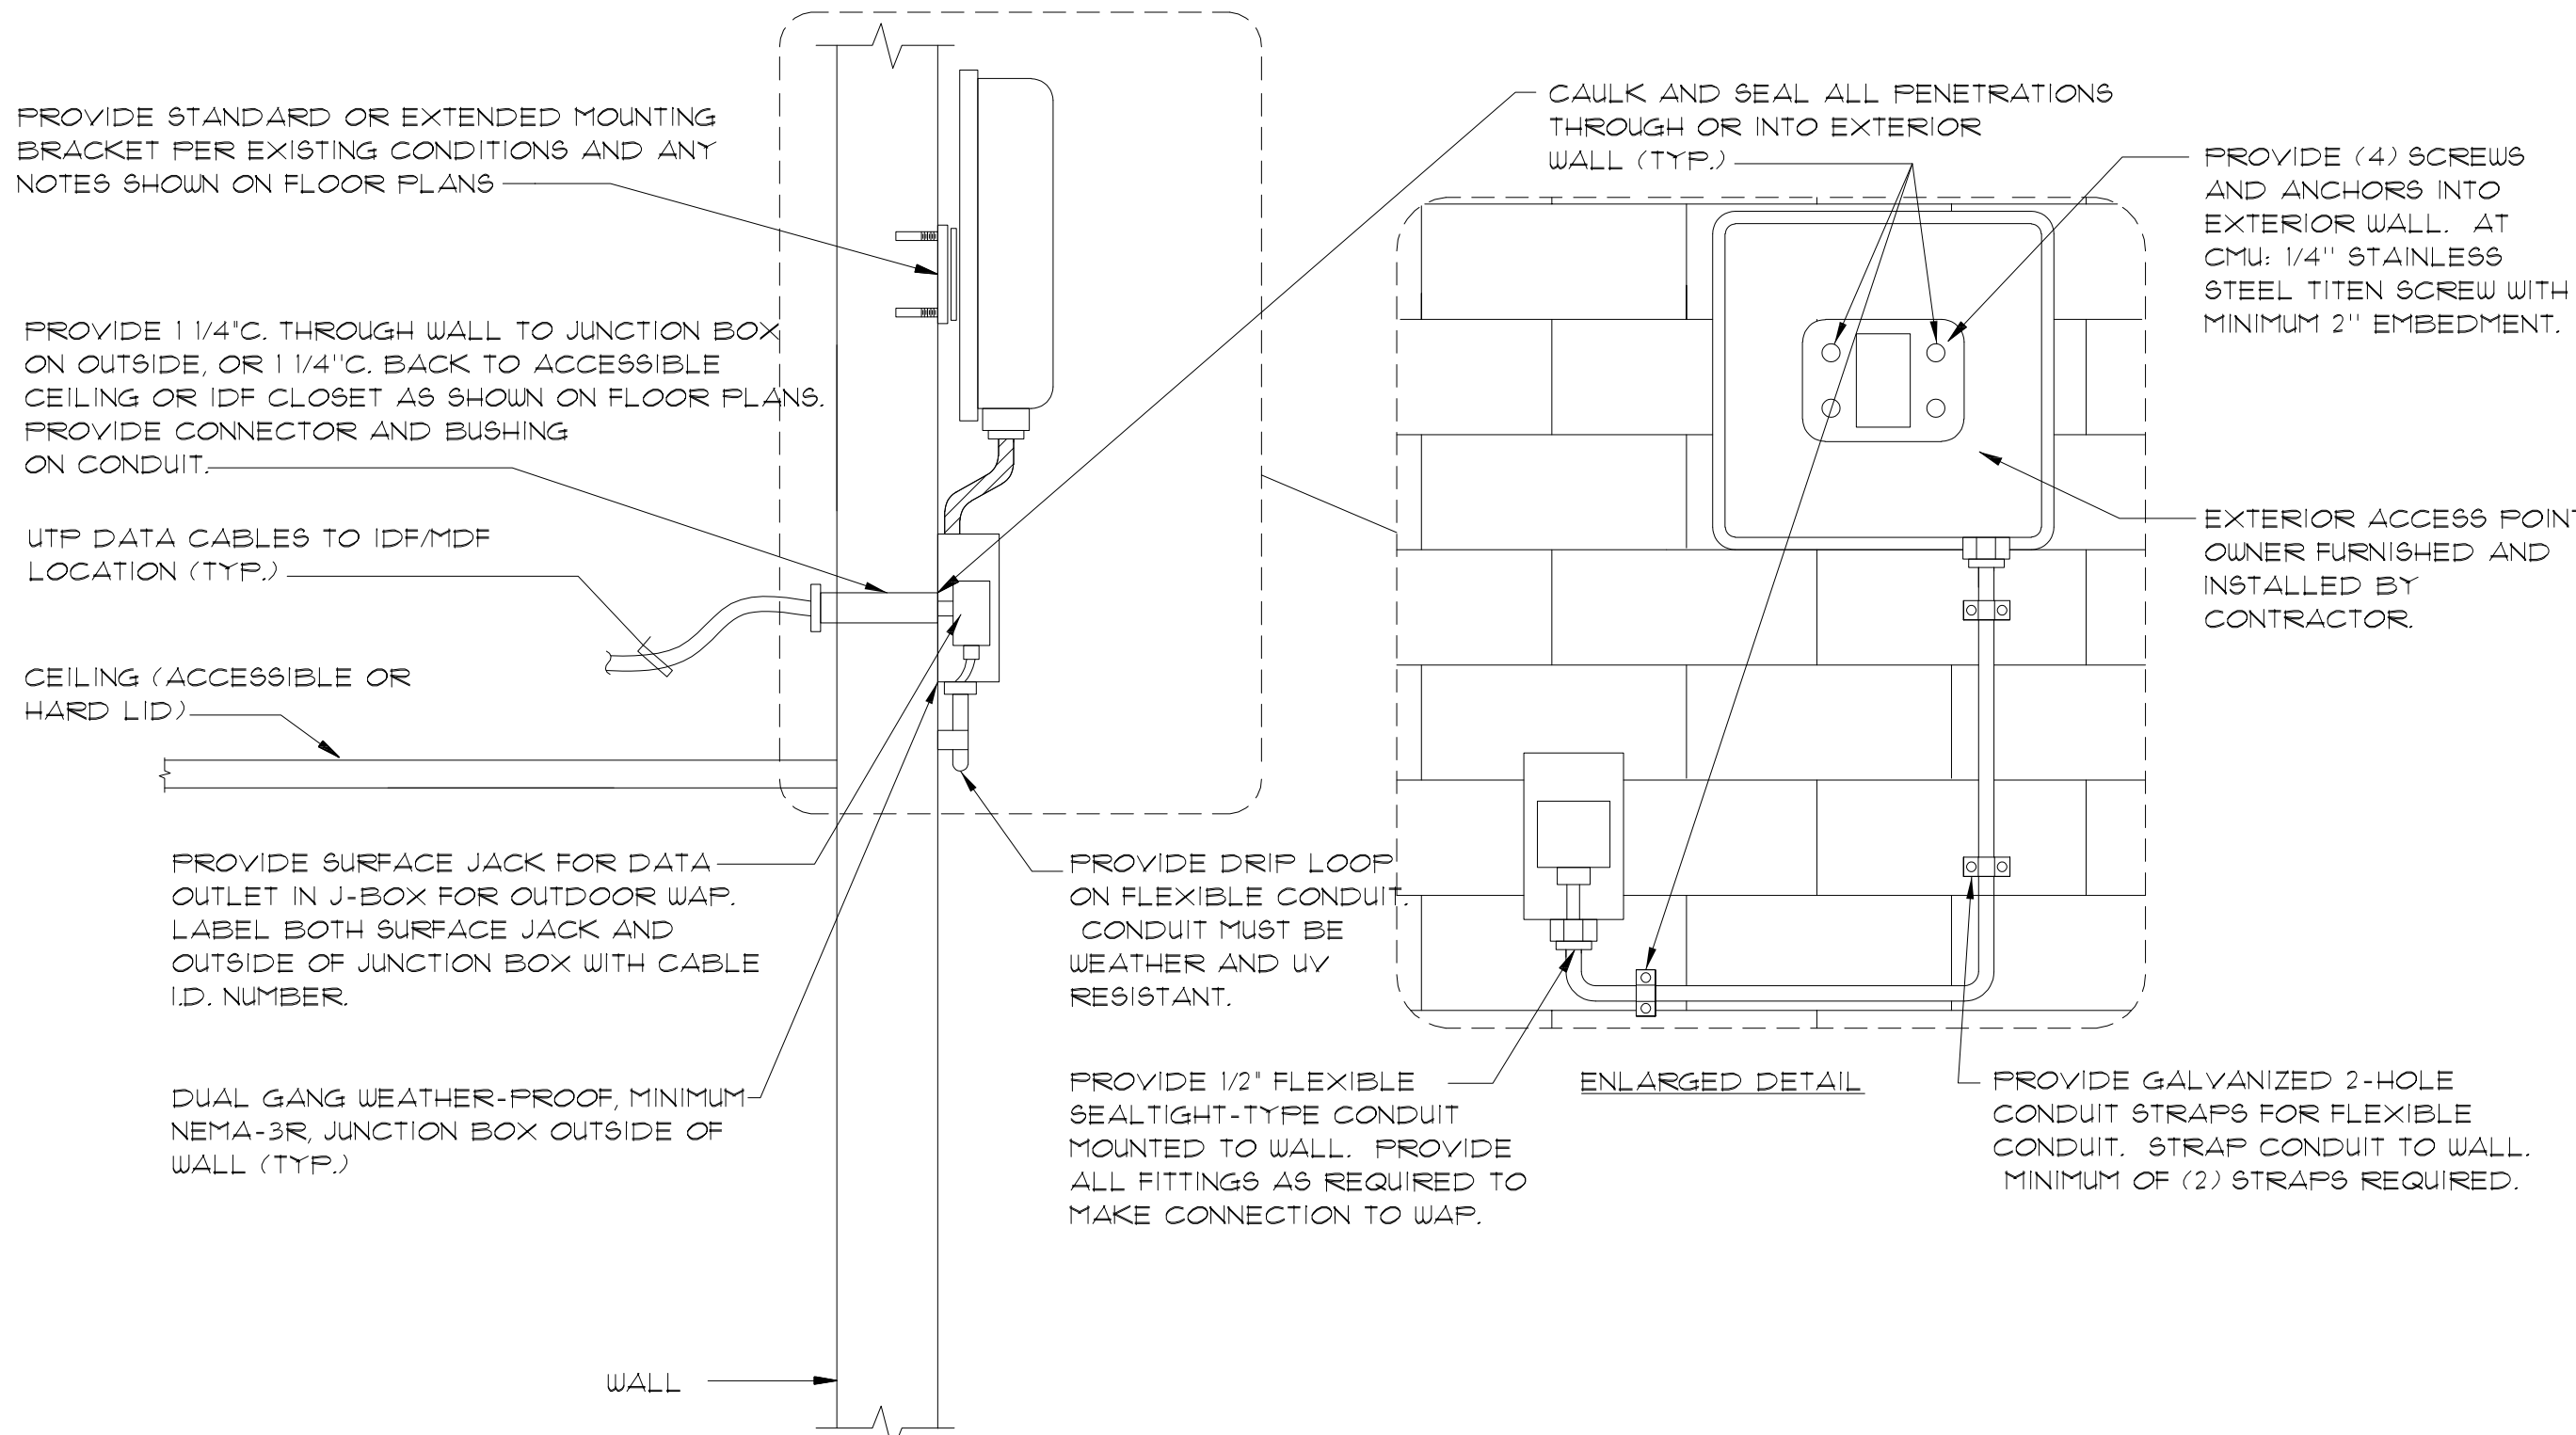 PROVIDE STANDARD OR EXTENDED MOUNTING
BRACKET PER EXISTING CONDITIONS AND ANY
NOTES SHOWN ON FLOOR PLANS
PROVIDE 1 1/4"C. THROUGH WALL TO JUNCTION BOX
ON OUTSIDE, OR 1 1/4''C. BACK TO ACCESSIBLE
CEILING OR IDF CLOSET AS SHOWN ON FLOOR PLANS.
PROVIDE CONNECTOR AND BUSHING
ON CONDUIT.
UTP DATA CABLES TO IDF/MDF
LOCATION (TYP.)
CEILING (ACCESSIBLE OR
HARD LID)
PROVIDE SURFACE JACK FOR DATA
OUTLET IN J-BOX FOR OUTDOOR WAP.
LABEL BOTH SURFACE JACK AND
OUTSIDE OF JUNCTION BOX WITH CABLE
I.D. NUMBER.
DUAL GANG WEATHER-PROOF, MINIMUM
NEMA-3R, JUNCTION BOX OUTSIDE OF
WALL (TYP.)
WALL
CAULK AND SEAL ALL PENETRATIONS
THROUGH OR INTO EXTERIOR
WALL (TYP.)
PROVIDE (4) SCREWS
AND ANCHORS INTO
EXTERIOR WALL. AT
CMU: 1/4'' STAINLESS
STEEL TITEN SCREW WITH
MINIMUM 2'' EMBEDMENT.
EXTERIOR ACCESS POINT
OWNER FURNISHED AND
INSTALLED BY
CONTRACTOR.
PROVIDE DRIP LOOP
ON FLEXIBLE CONDUIT.
CONDUIT MUST BE
WEATHER AND UV
RESISTANT.
PROVIDE 1/2" FLEXIBLE
SEALTIGHT-TYPE CONDUIT
MOUNTED TO WALL. PROVIDE
ALL FITTINGS AS REQUIRED TO
MAKE CONNECTION TO WAP.
ENLARGED DETAIL
PROVIDE GALVANIZED 2-HOLE
CONDUIT STRAPS FOR FLEXIBLE
CONDUIT. STRAP CONDUIT TO WALL.
MINIMUM OF (2) STRAPS REQUIRED.